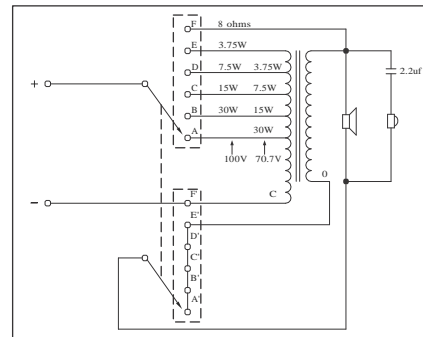 F 8 ohms
E 3.75W
D 7.5W 3.75W
C 15W 7.5W
B 30W 15W
A 30W
100V 70.7V
2.2uf
+
−
C
0
F'
E'
D'
C'
B'
A'